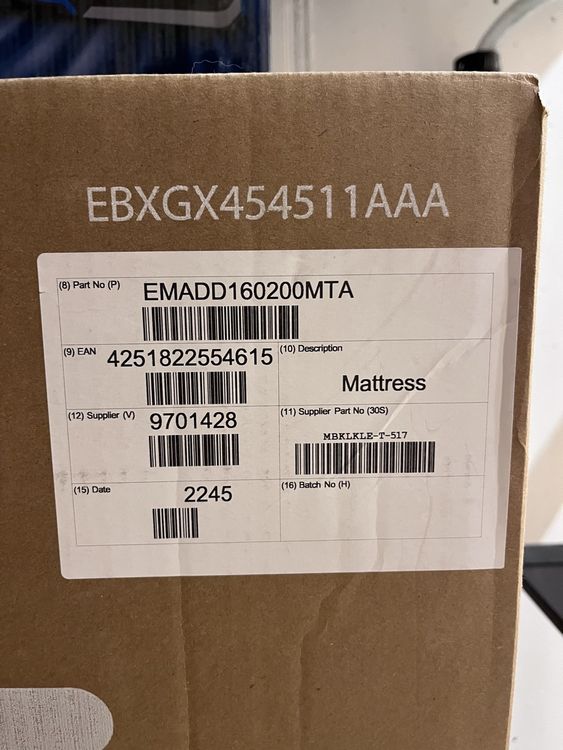 EBXGX454511AAA
(8) Part No (P)
EMADD160200MTA
(9) EAN
4251822554615
(10) Description
Mattress
(12) Supplier (V)
9701428
(11) Supplier Part No (30S)
MBKLKLE-T-517
(15) Date
2245
(16) Batch No (H)